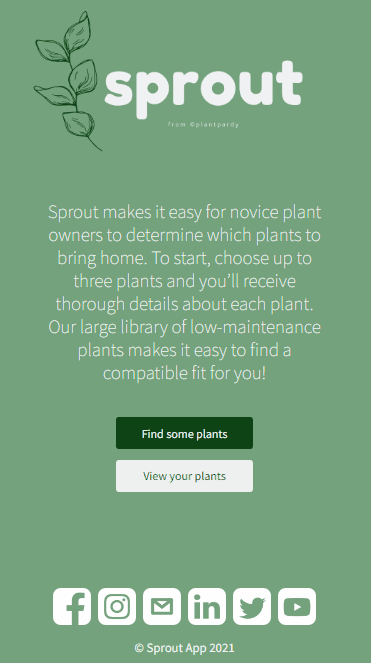 sprout
from ©plantpardy
Sprout makes it easy for novice plant
owners to determine which plants to
bring home. To start, choose up to
three plants and you’ll receive
thorough details about each plant.
Our large library of low-maintenance
plants makes it easy to find a
compatible fit for you!
Find some plants
View your plants
© Sprout App 2021